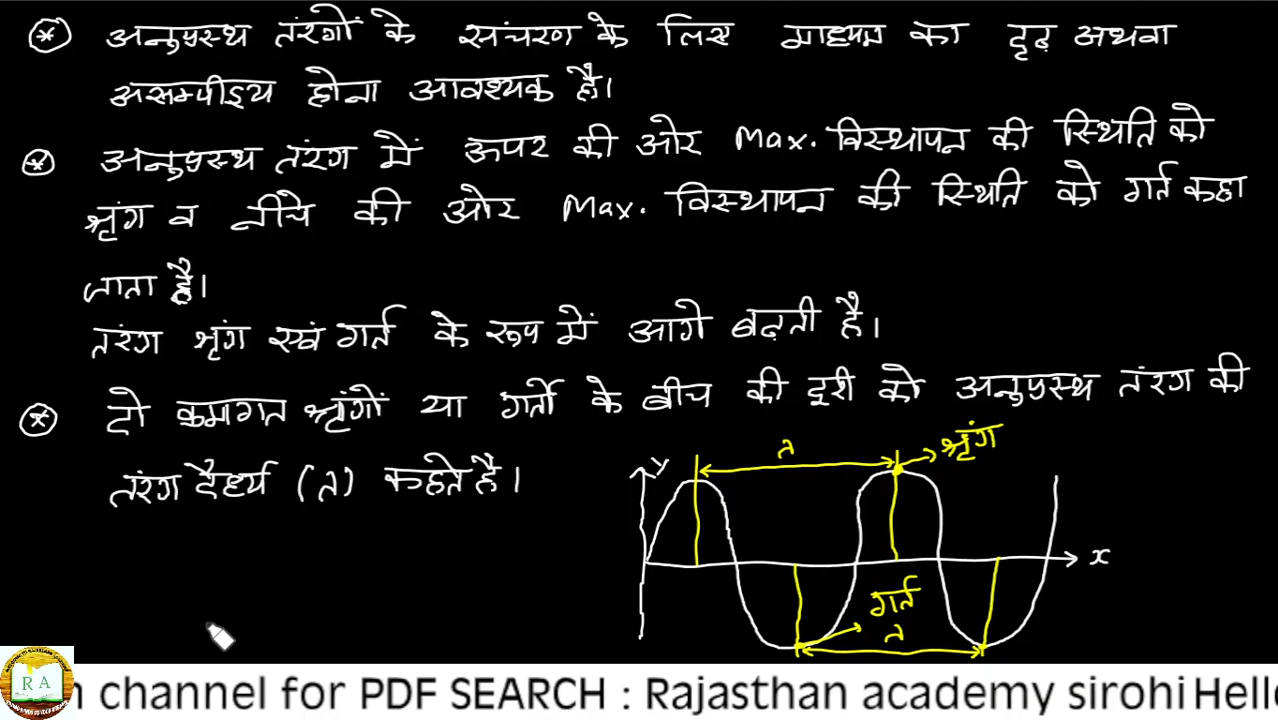 * अनुप्रस्थ तरंगों के संचरण के लिए माध्यम का दृढ़ अथवा
असम्पीड्य होना आवश्यक है।
* अनुप्रस्थ तरंग में ऊपर की ओर Max. विस्थापन की स्थिति को
श्रृंग व नीचे की ओर Max. विस्थापन की स्थिति को गर्त कहा
जाता है।
तरंग श्रृंग एवं गर्त के रूप में आगे बढ़ती है।
* दो क्रमागत श्रृंगों या गर्तो के बीच की दूरी को अनुप्रस्थ तरंग की
तरंग दैर्ध्य (λ) कहते है।
y λ श्रृंग
x
गर्त
λ
RA
n channel for PDF SEARCH : Rajasthan academy sirohi Hello